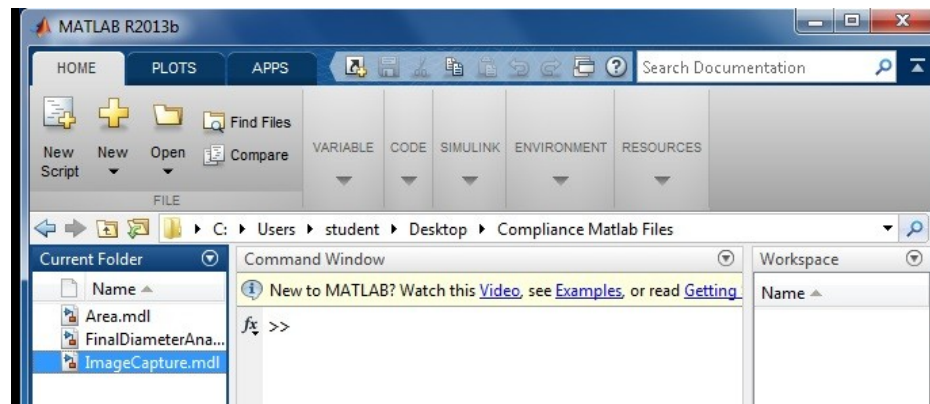 MATLAB R2013b
HOME PLOTS APPS Search Documentation
New Script
New
Open
Find Files
Compare
FILE
VARIABLE CODE SIMULINK ENVIRONMENT RESOURCES
C: Users student Desktop Compliance Matlab Files
Current Folder
Name
Area.mdl
FinalDiameterAna...
ImageCapture.mdl
Command Window
New to MATLAB? Watch this Video, see Examples, or read Getting
fx >>
Workspace
Name